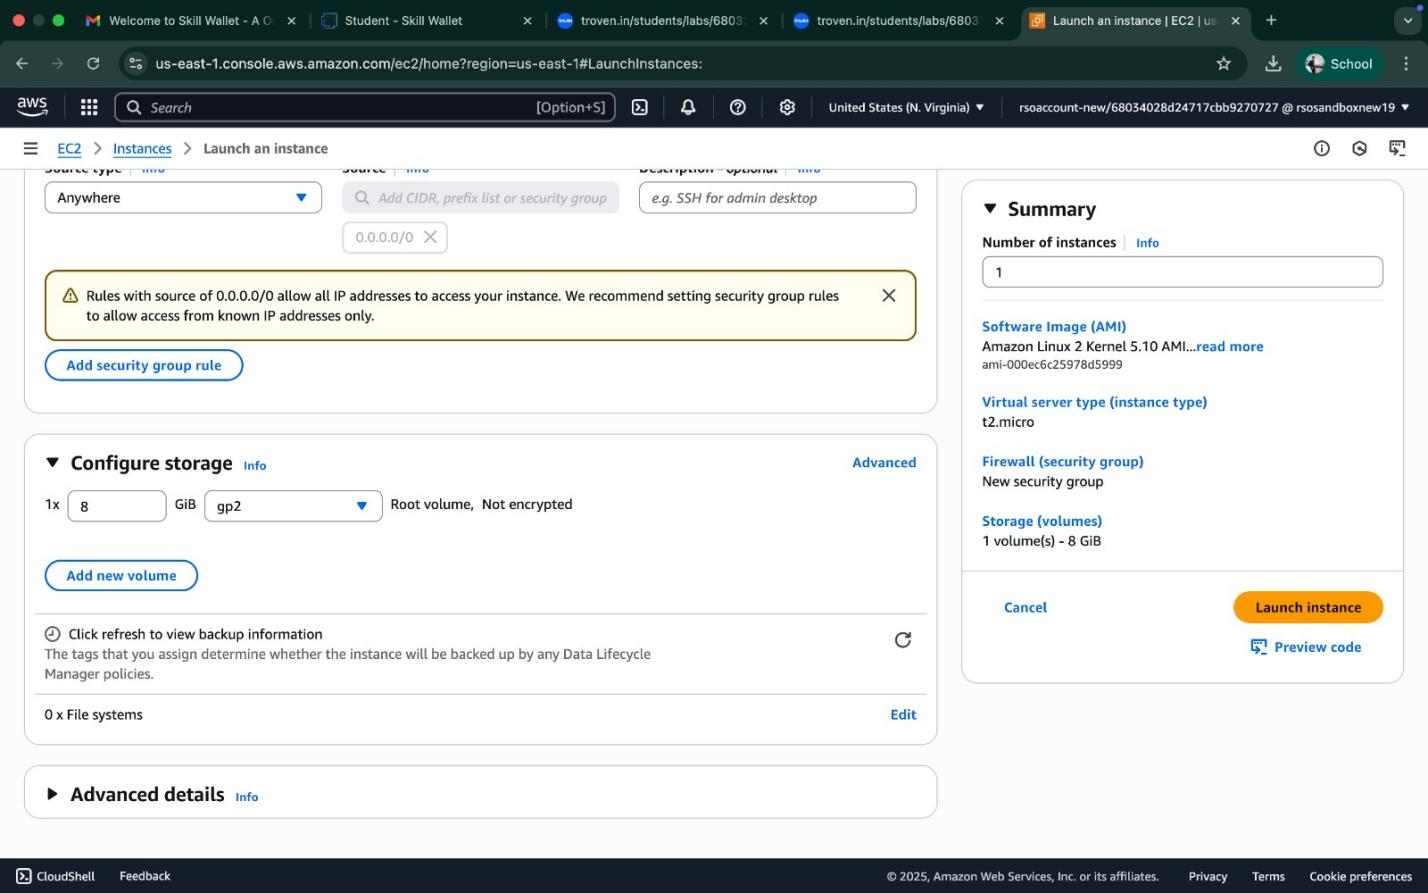 Welcome to Skill Wallet - A O
Student - Skill Wallet
troven.in/students/labs/6803
troven.in/students/labs/6803
Launch an instance | EC2 | us
us-east-1.console.aws.amazon.com/ec2/home?region=us-east-1#LaunchInstances:
School
aws
Search
[Option+S]
United States (N. Virginia)
rsoaccount-new/68034028d24717cbb9270727 @ rsosandboxnew19
EC2
Instances
Launch an instance
Source type
Info
Source
Info
Description - optional
Info
Anywhere
Add CIDR, prefix list or security group
e.g. SSH for admin desktop
0.0.0.0/0
Rules with source of 0.0.0.0/0 allow all IP addresses to access your instance. We recommend setting security group rules
to allow access from known IP addresses only.
Add security group rule
Configure storage
Info
Advanced
1x
8
GiB
gp2
Root volume, Not encrypted
Add new volume
Click refresh to view backup information
The tags that you assign determine whether the instance will be backed up by any Data Lifecycle
Manager policies.
0 x File systems
Edit
Advanced details
Info
Summary
Number of instances
Info
1
Software Image (AMI)
Amazon Linux 2 Kernel 5.10 AMI...read more
ami-000ec6c25978d5999
Virtual server type (instance type)
t2.micro
Firewall (security group)
New security group
Storage (volumes)
1 volume(s) - 8 GiB
Cancel
Launch instance
Preview code
CloudShell
Feedback
© 2025, Amazon Web Services, Inc. or its affiliates.
Privacy
Terms
Cookie preferences